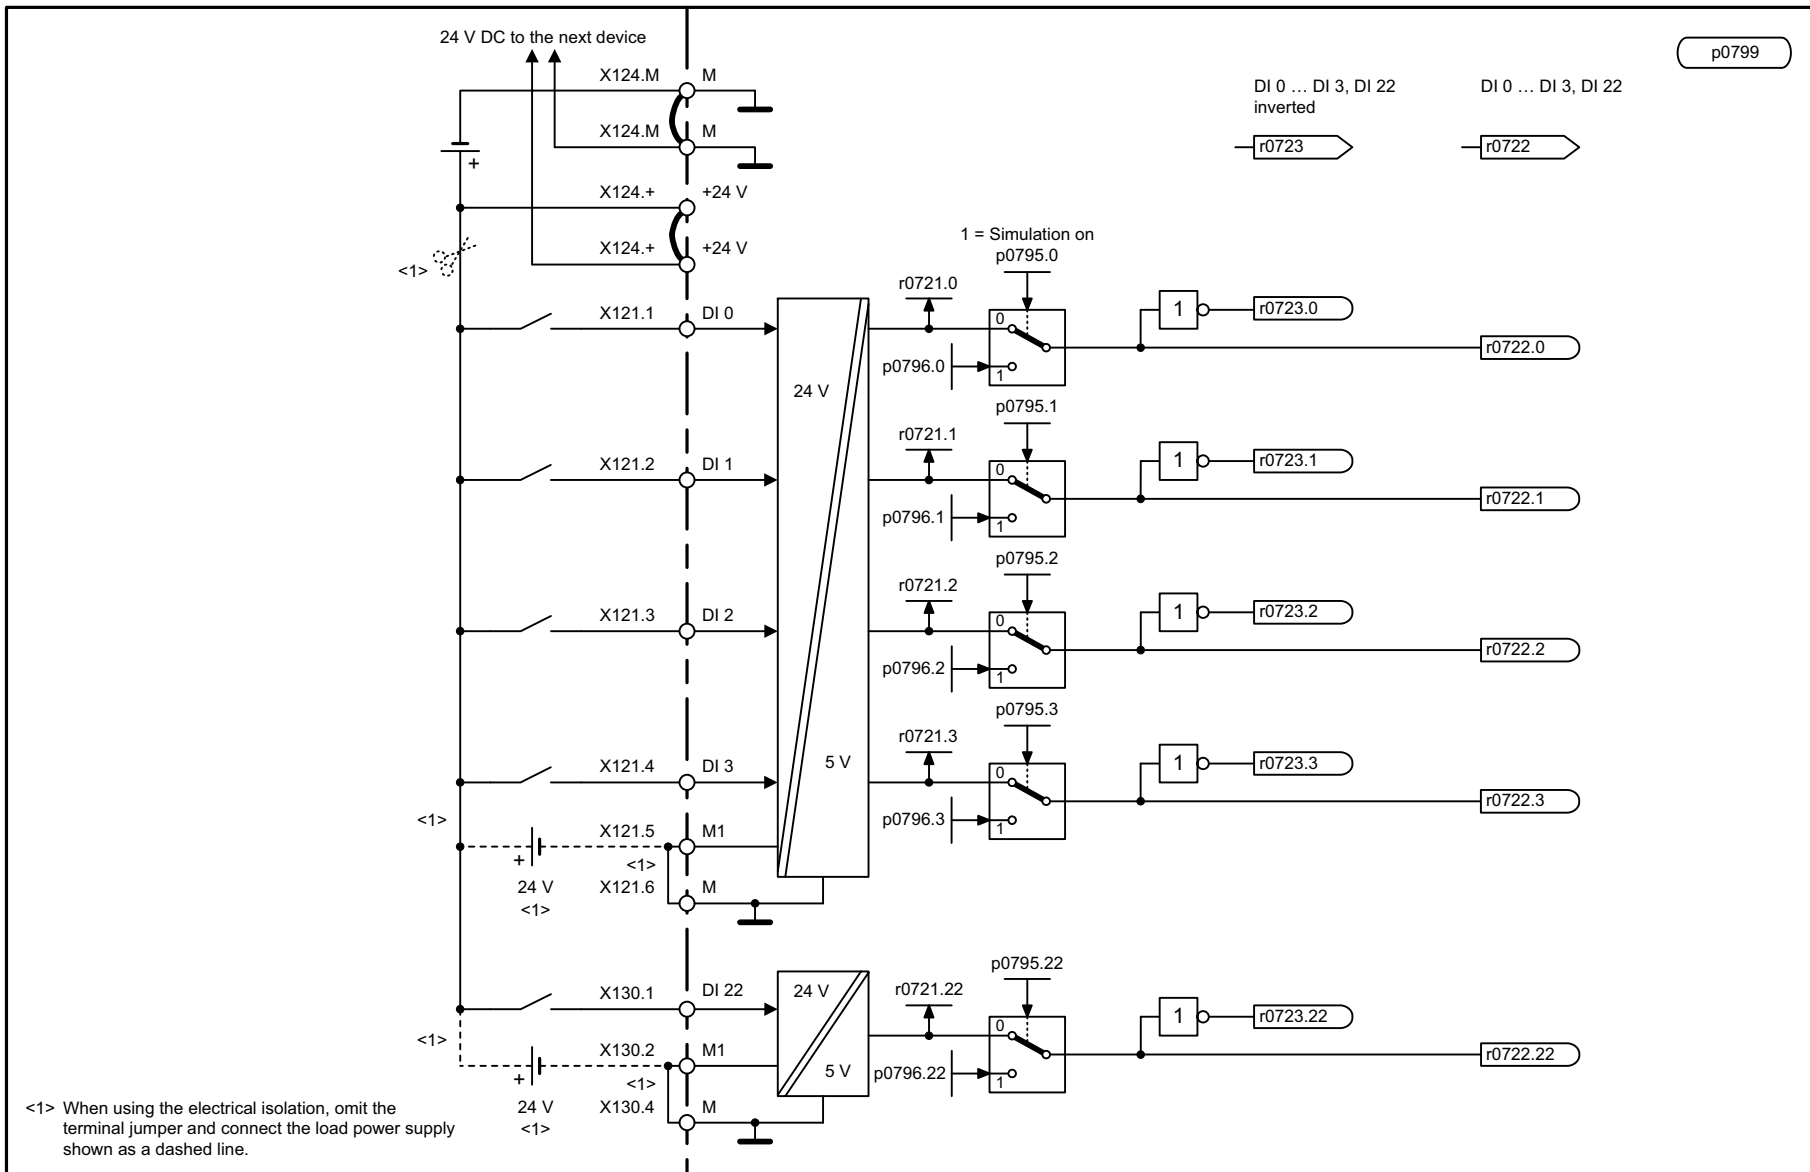 24 V DC to the next device
p0799
X124.M M
DI 0 … DI 3, DI 22
inverted
DI 0 … DI 3, DI 22
X124.M M
r0723
r0722
+
X124.+ +24 V
X124.+ +24 V
<1>
1 = Simulation on
p0795.0
r0721.0
X121.1 DI 0
0
1
r0723.0
r0722.0
p0796.0
1
24 V
p0795.1
r0721.1
X121.2 DI 1
0
1
r0723.1
r0722.1
p0796.1
1
p0795.2
r0721.2
X121.3 DI 2
0
1
r0723.2
r0722.2
p0796.2
1
p0795.3
r0721.3
5 V
X121.4 DI 3
0
1
r0723.3
r0722.3
p0796.3
1
<1>
X121.5 M1
+
<1>
24 V
X121.6 M
<1>
p0795.22
X130.1 DI 22
24 V
r0721.22
0
1
r0723.22
r0722.22
<1>
X130.2 M1
5 V
p0796.22
1
+
<1>
24 V
X130.4 M
<1>
<1> When using the electrical isolation, omit the
terminal jumper and connect the load power supply
shown as a dashed line.